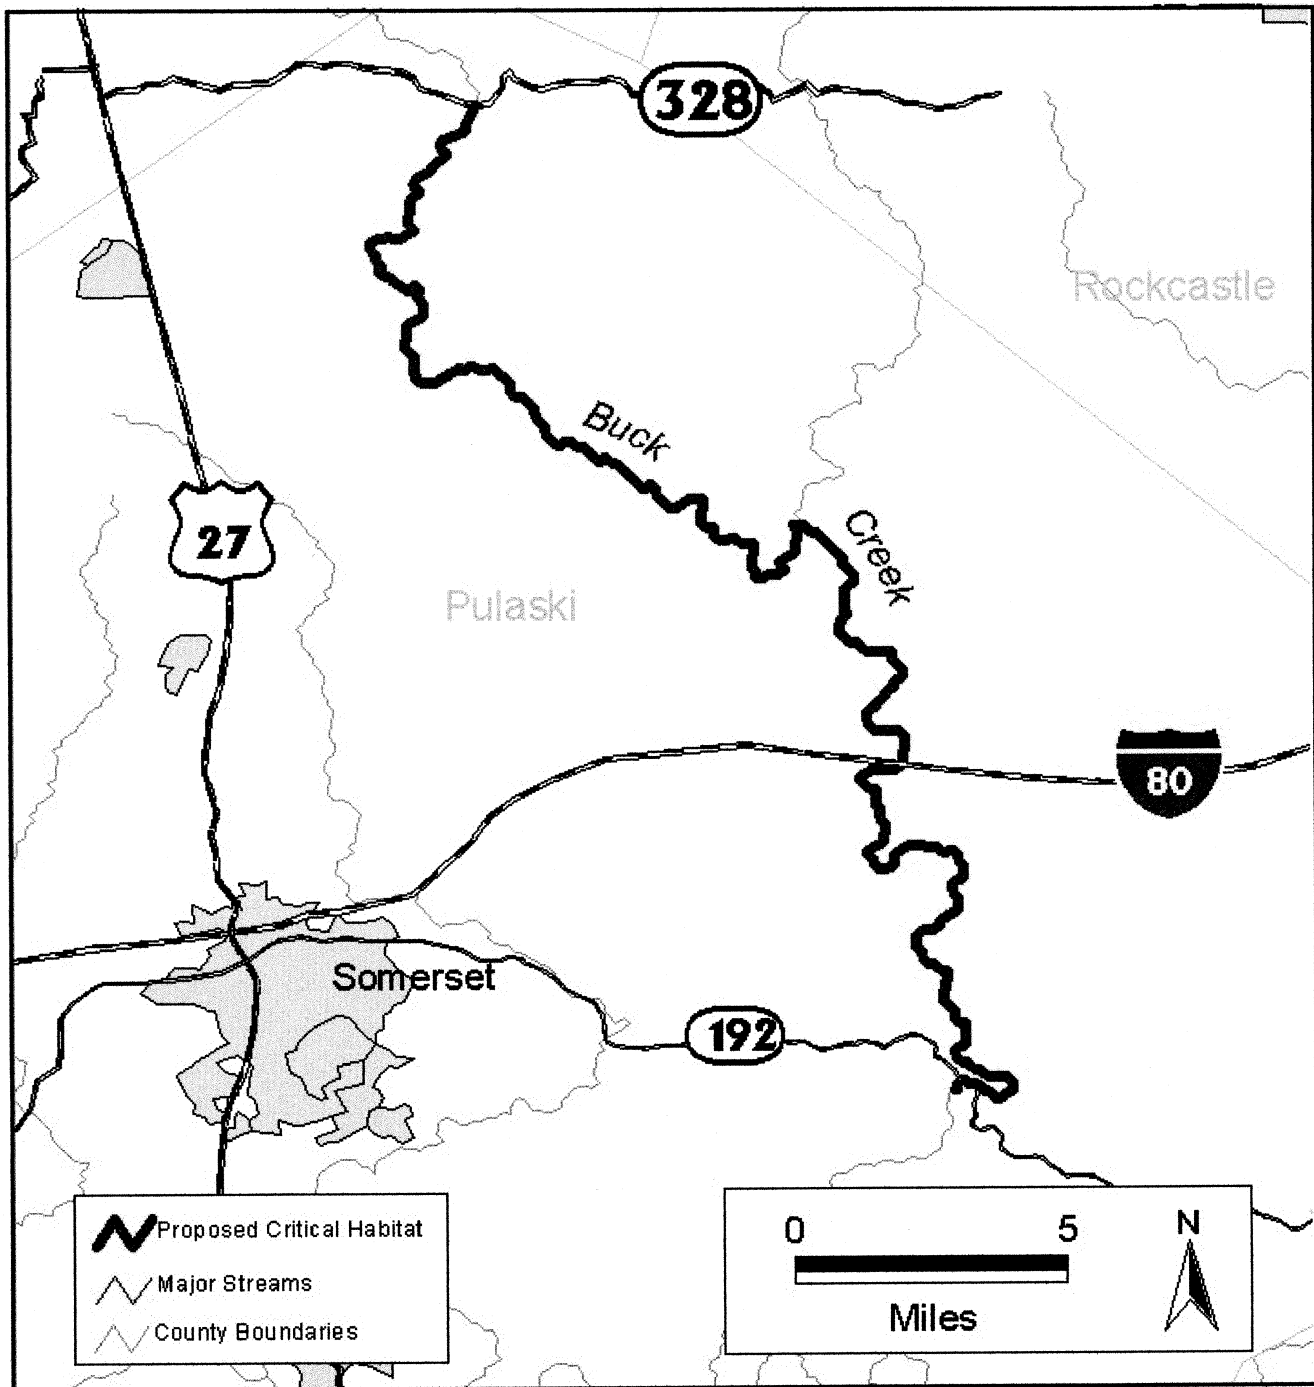 328
Rockcastle
Buck
Creek
27
Pulaski
80
Somerset
192
Proposed Critical Habitat
Major Streams
County Boundaries
0 5
Miles
N